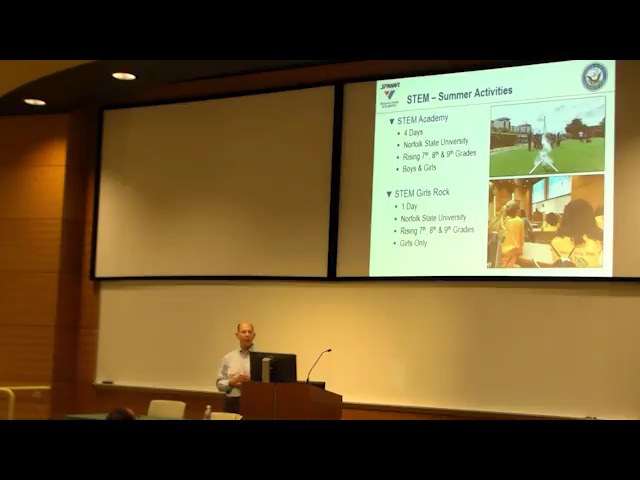 SPAWAR
STEM – Summer Activities
STEM Academy
4 Days
Norfolk State University
Rising 7th, 8th & 9th Grades
Boys & Girls
STEM Girls Rock
1 Day
Norfolk State University
Rising 7th, 8th & 9th Grades
Girls Only